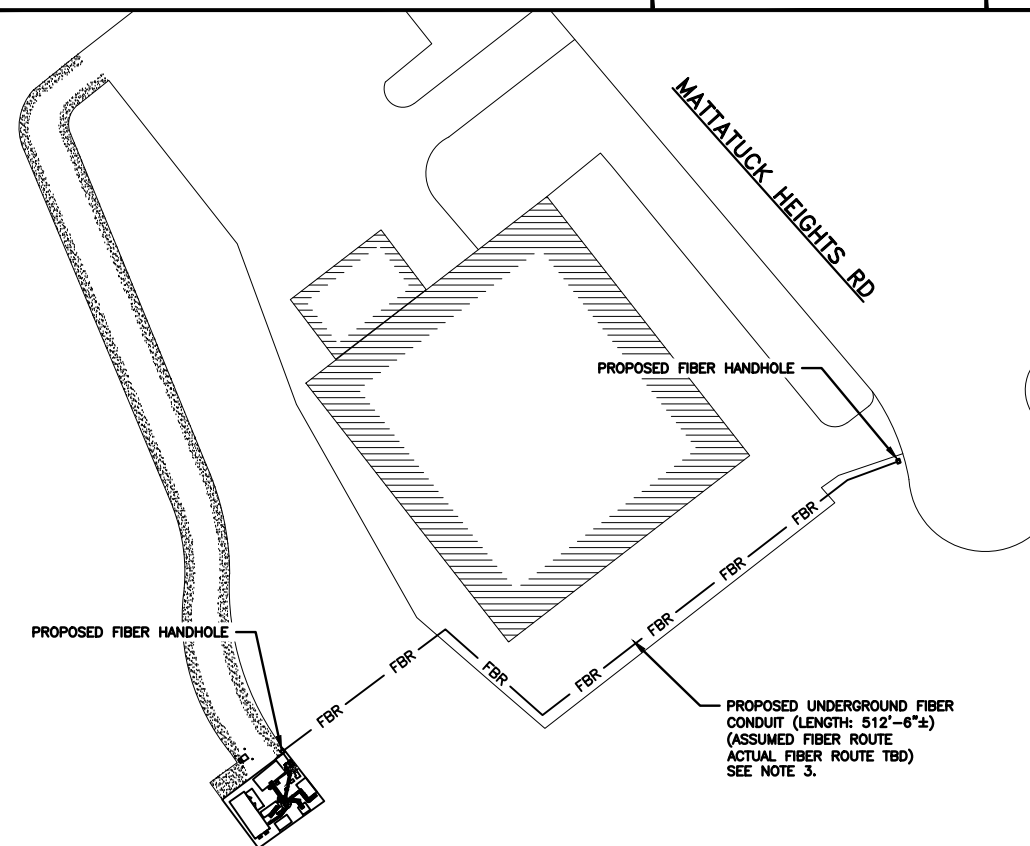 MATTATUCK HEIGHTS RD
PROPOSED FIBER HANDHOLE
FBR
FBR
FBR
FBR
PROPOSED FIBER HANDHOLE
FBR
FBR
FBR
PROPOSED UNDERGROUND FIBER
CONDUIT (LENGTH: 512'-6"±)
(ASSUMED FIBER ROUTE
ACTUAL FIBER ROUTE TBD)
SEE NOTE 3.